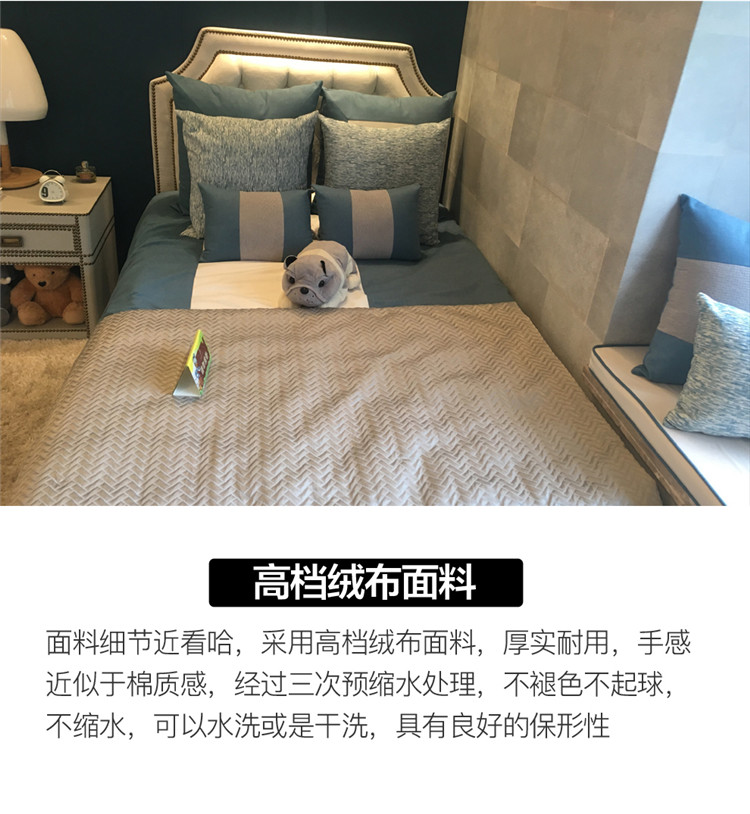 高档绒布面料
面料细节近看哈，采用高档绒布面料，厚实耐用，手感
近似于棉质感，经过三次预缩水处理，不褪色不起球，
不缩水，可以水洗或是干洗，具有良好的保形性